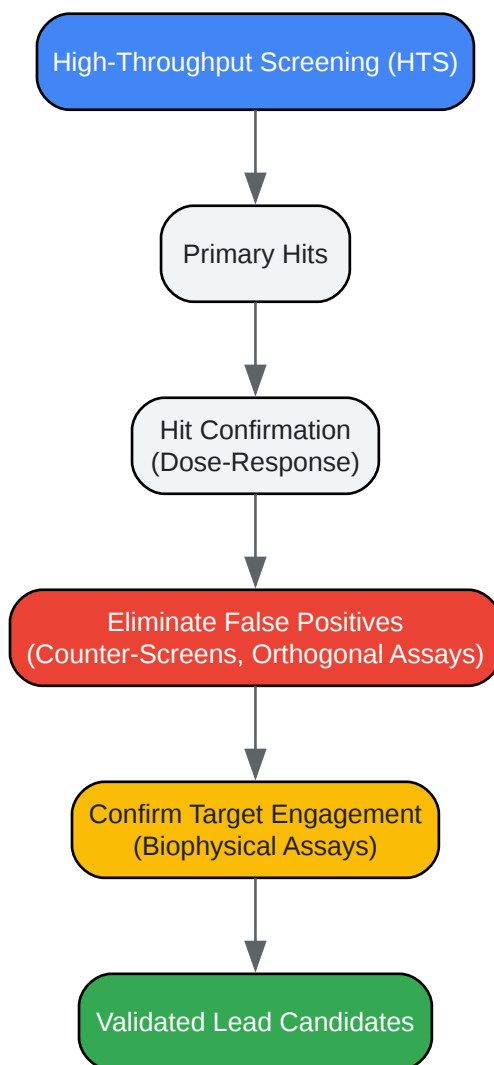 High-Throughput Screening (HTS)
Primary Hits
Hit Confirmation
(Dose-Response)
Eliminate False Positives
(Counter-Screens, Orthogonal Assays)
Confirm Target Engagement
(Biophysical Assays)
Validated Lead Candidates